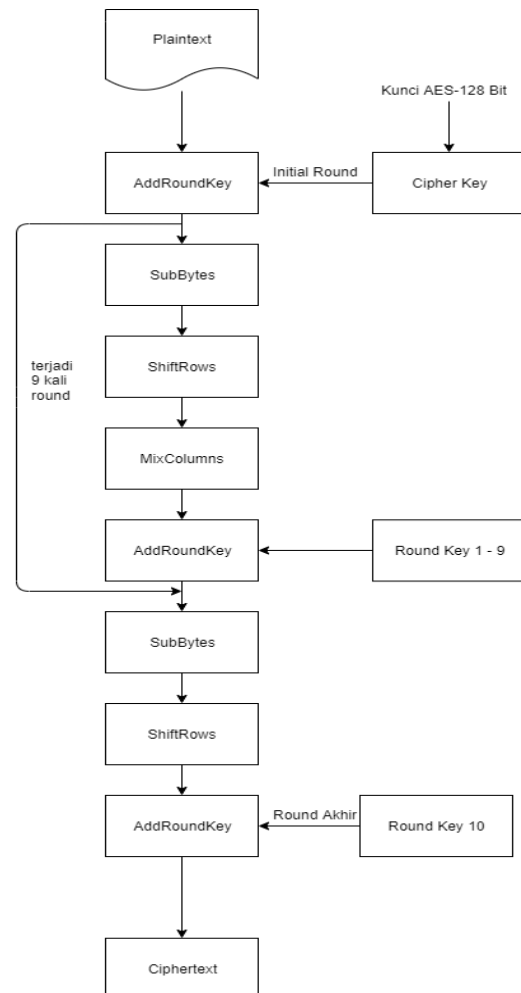 Plaintext
Kunci AES-128 Bit
AddRoundKey
Initial Round
Cipher Key
SubBytes
terjadi
9 kali
round
ShiftRows
MixColumns
AddRoundKey
Round Key 1 - 9
SubBytes
ShiftRows
AddRoundKey
Round Akhir
Round Key 10
Ciphertext